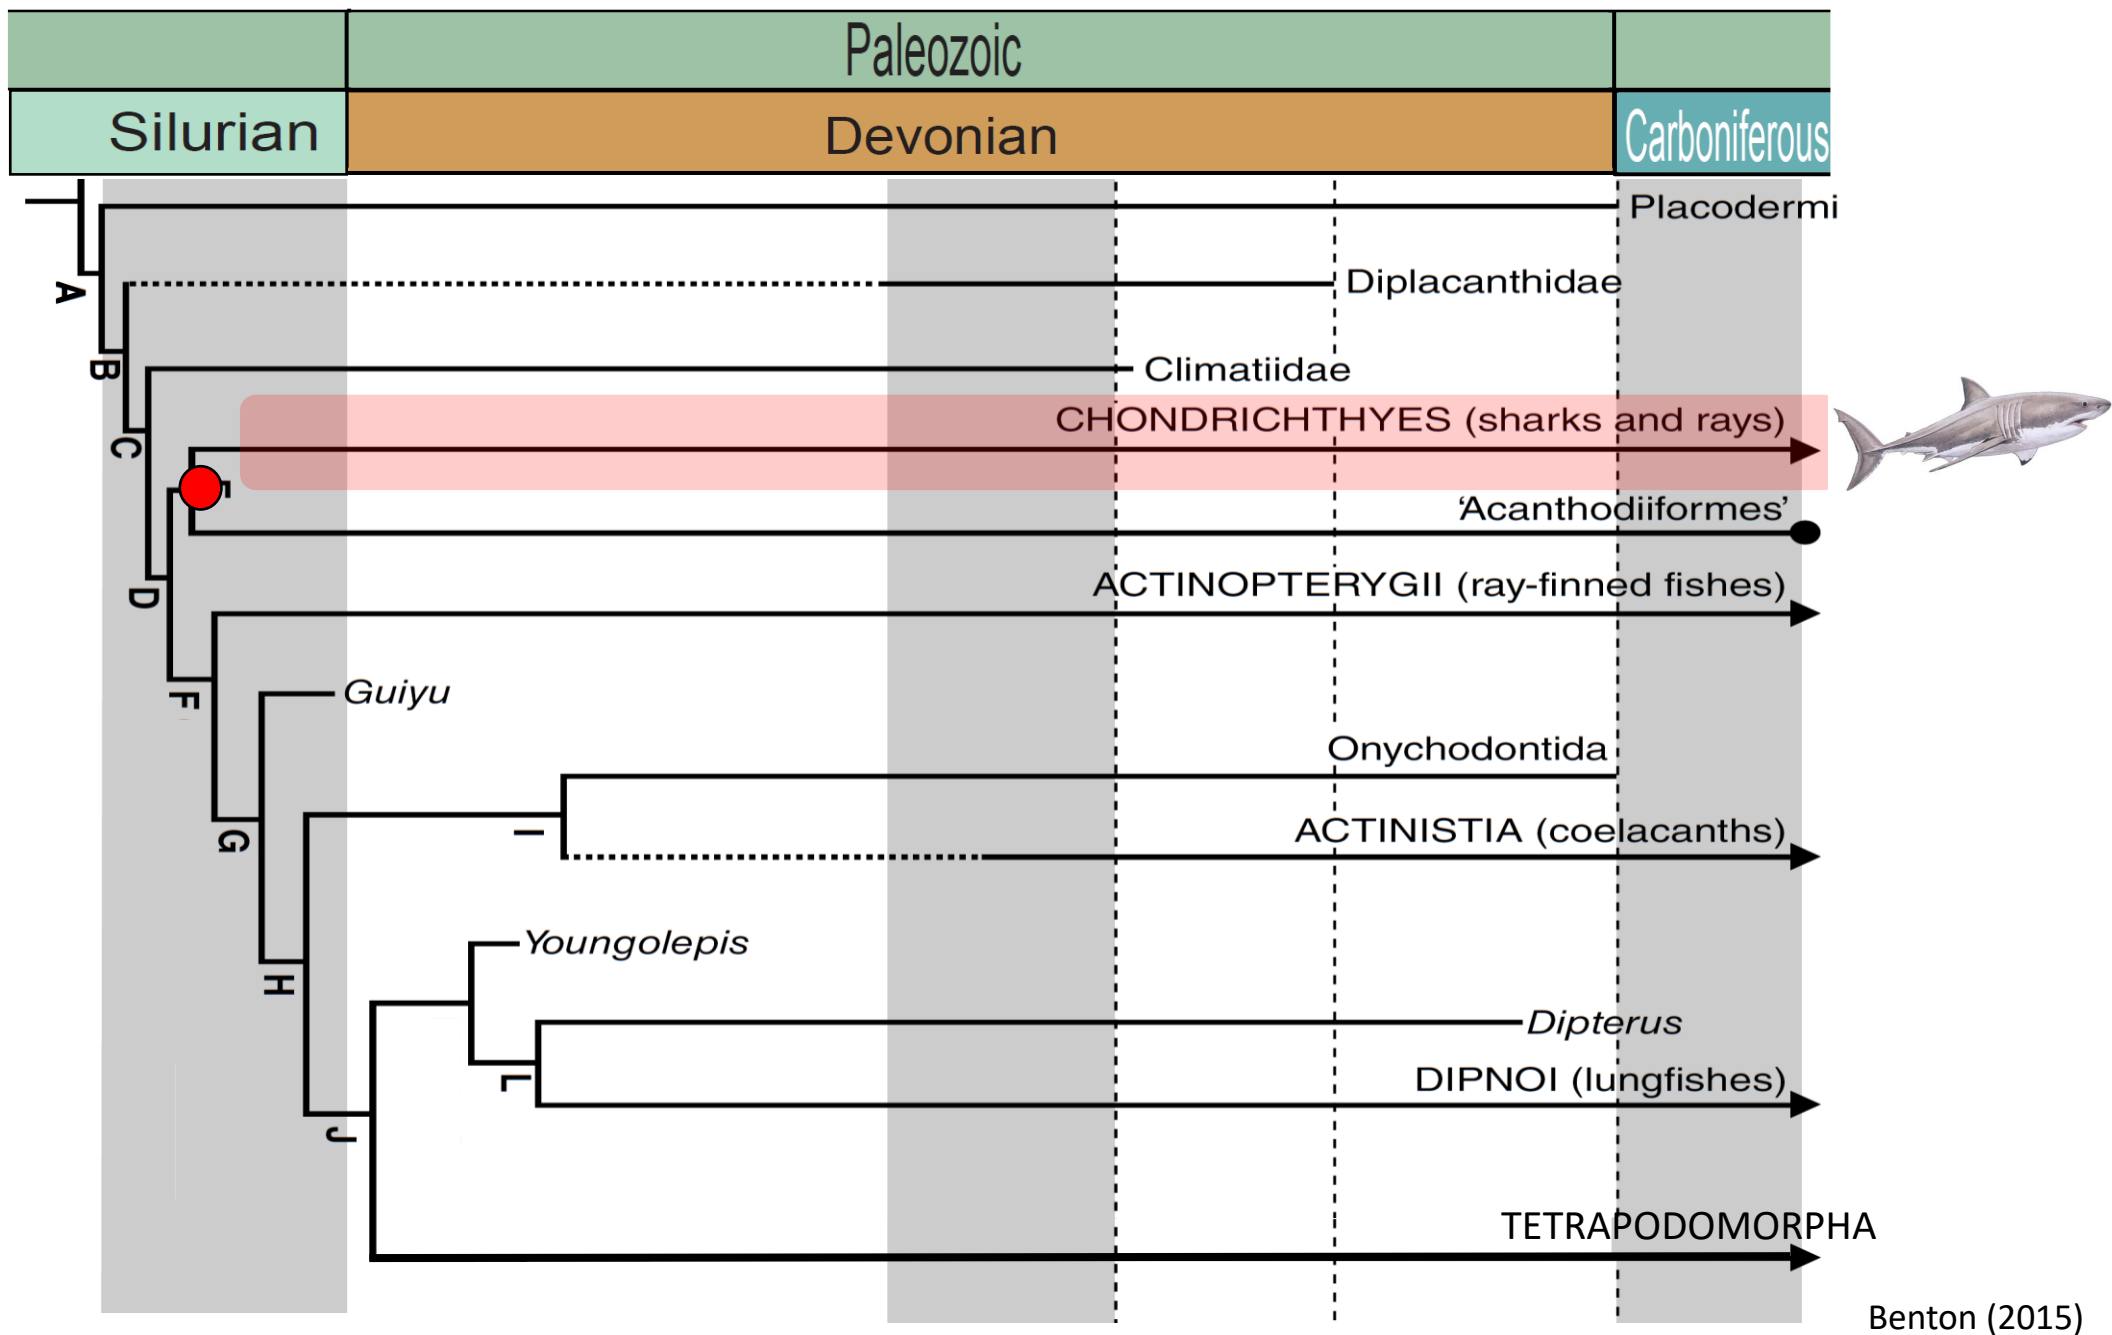 Paleozoic
Silurian
Devonian
Carboniferous
Placodermi
A
Diplacanthidae
B
Climatiidae
CHONDRICHTHYES (sharks and rays)
C
‘Acanthodiiformes’
ACTINOPTERYGII (ray-finned fishes)
D
Guiyu
F
Onychodontida
ACTINISTIA (coelacanths)
I
G
Youngolepis
H
Dipterus
DIPNOI (lungfishes)
L
J
TETRAPODOMORPHA
Benton (2015)